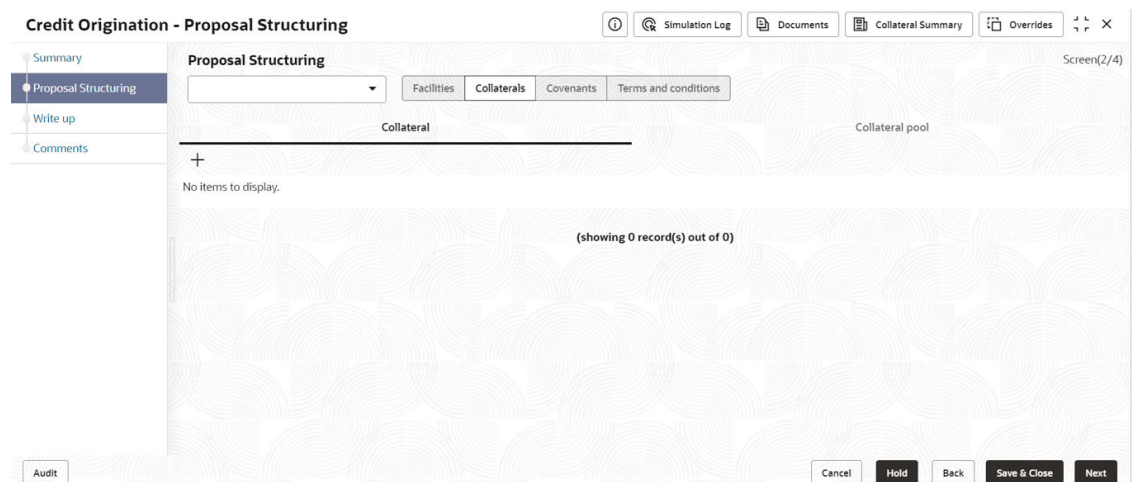 Credit Origination - Proposal Structuring
Simulation Log
Documents
Collateral Summary
Overrides
Summary
Proposal Structuring
Write up
Comments
Proposal Structuring
Screen(2/4)
Facilities
Collaterals
Covenants
Terms and conditions
Collateral
Collateral pool
No items to display.
(showing 0 record(s) out of 0)
Audit
Cancel
Hold
Back
Save & Close
Next